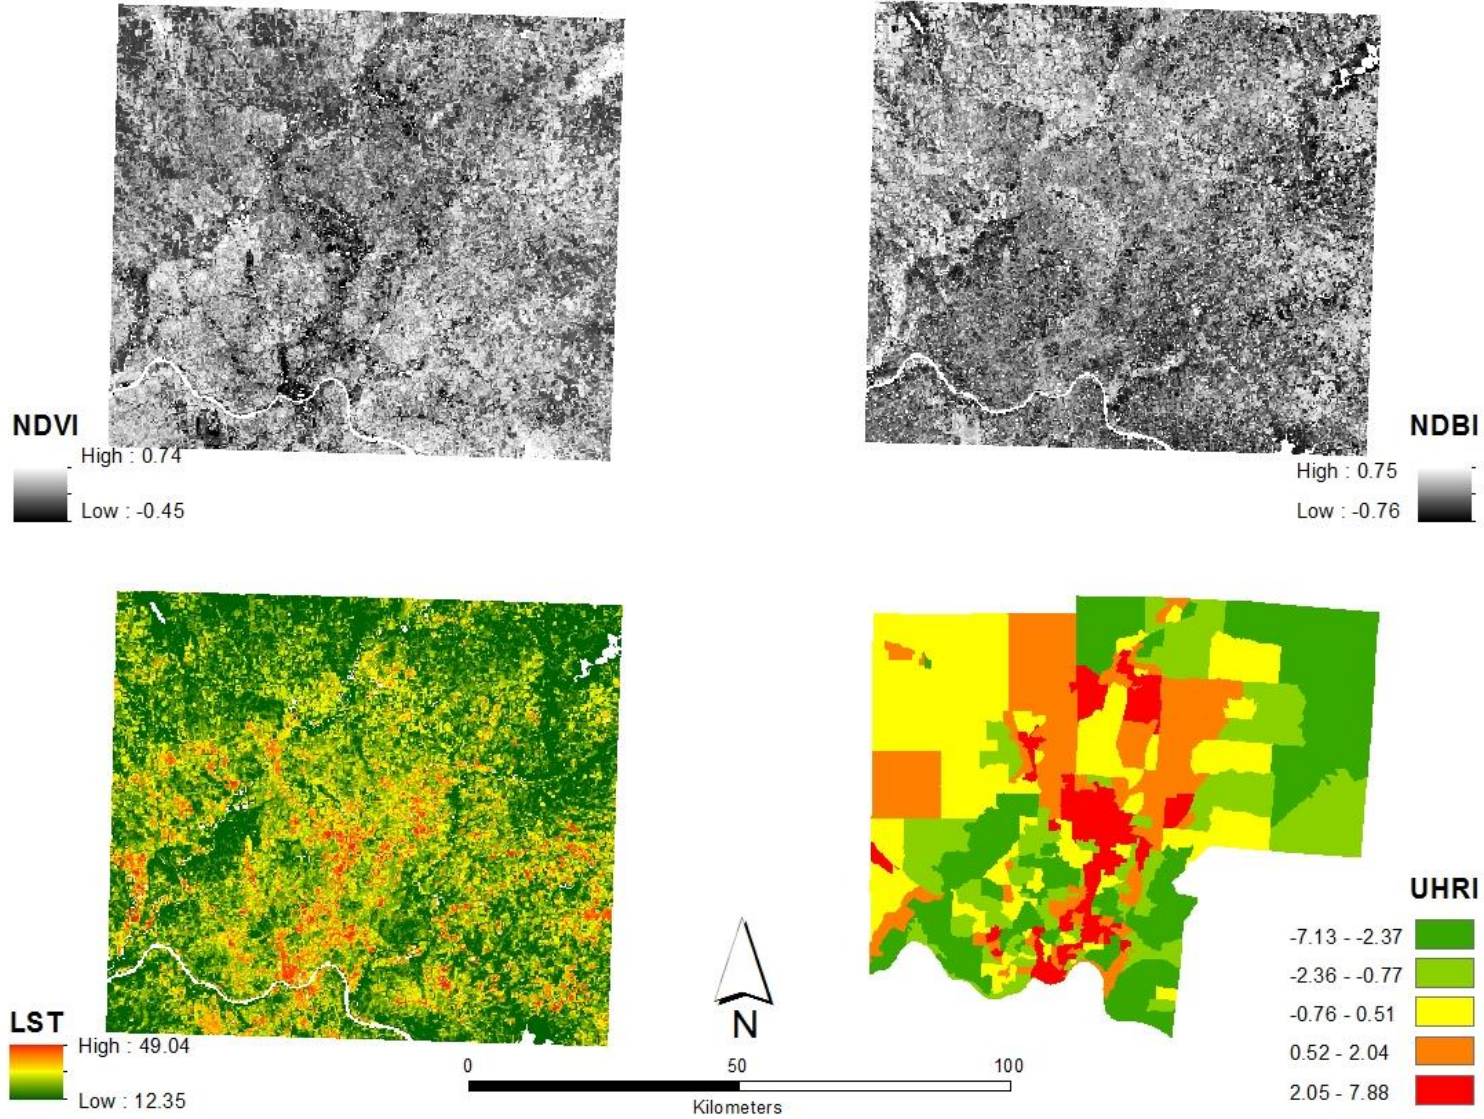 NDVI
High : 0.74
Low : -0.45
NDBI
High : 0.75
Low : -0.76
LST
High : 49.04
Low : 12.35
N
0 50 100
Kilometers
UHRI
-7.13 - -2.37
-2.36 - -0.77
-0.76 - 0.51
0.52 - 2.04
2.05 - 7.88